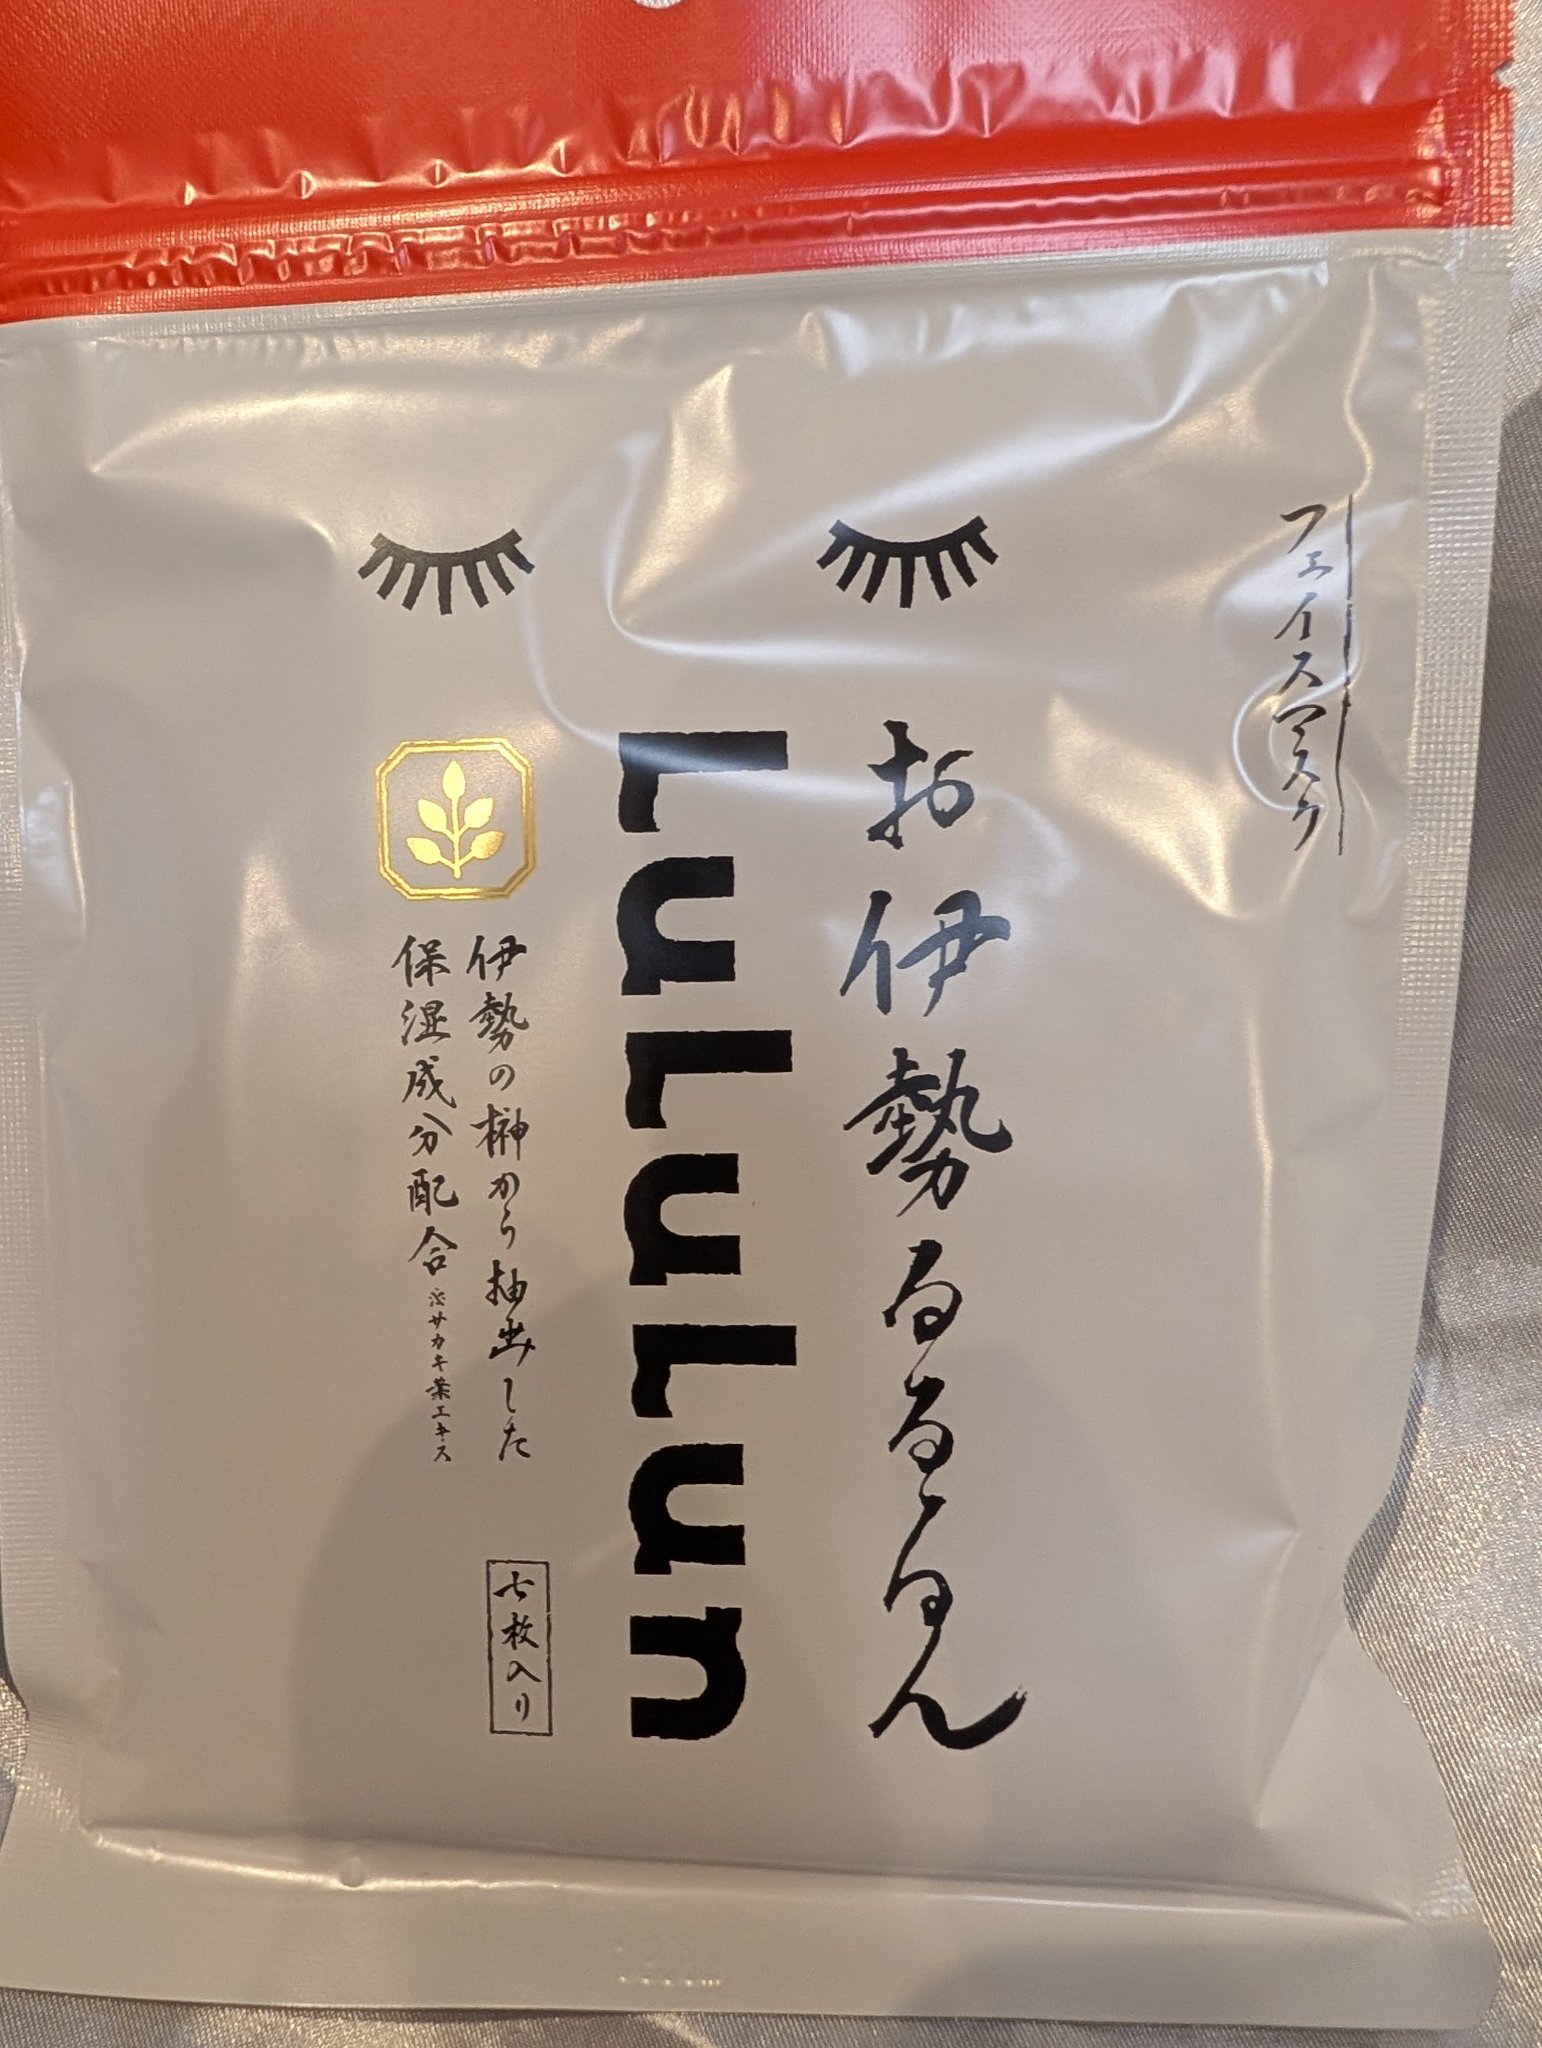 フェイスマスク
お伊勢るるるん
LuLuLun
伊勢の榊から抽出した
保湿成分配合 ※サカキ葉エキス
七枚入り